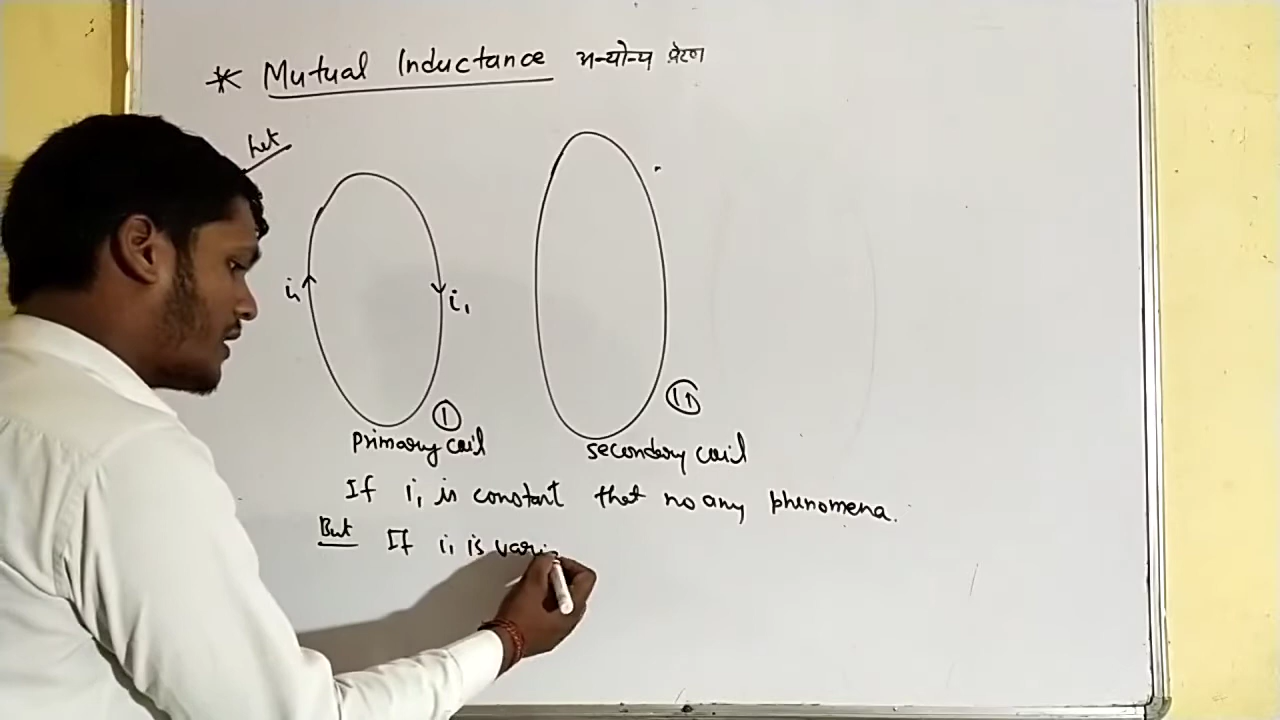 * Mutual Inductance अन्योन्य प्रेरण
Let
i₁
i₁
①
primary coil
II
secondary coil
If i₁ is constant that no any phenomena.
But If i₁ is vari